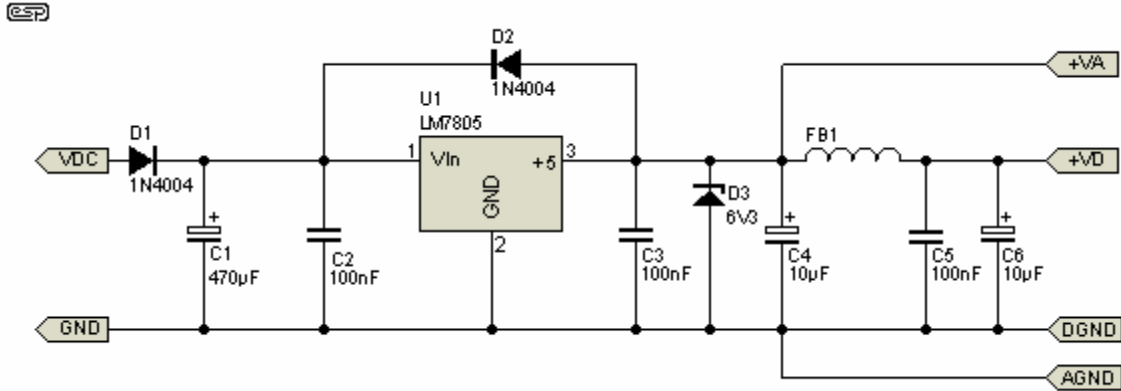 esp
D2
1N4004
+VA
U1
LM7805
D1
FB1
VDC
1
VIn
+5
3
+VD
1N4004
GND
D3
6V3
2
C1
470µF
C2
100nF
C3
100nF
C4
10µF
C5
100nF
C6
10µF
GND
DGND
AGND